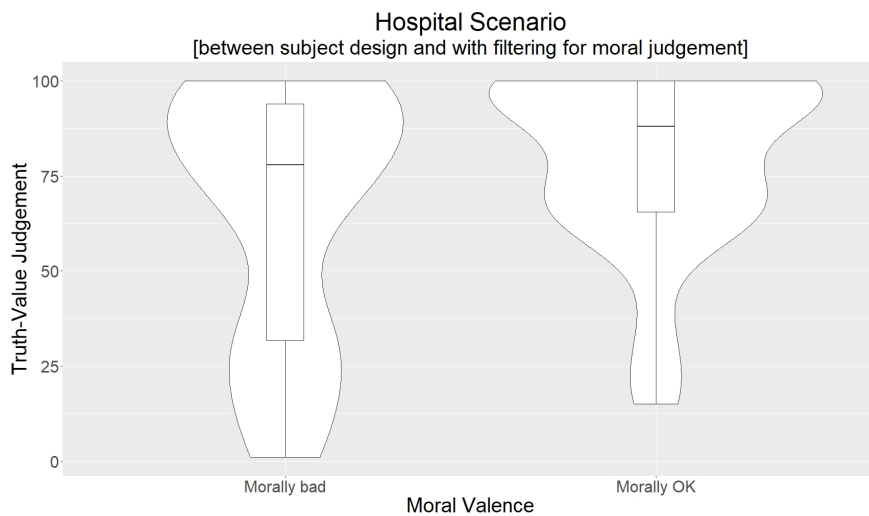 Hospital Scenario
[between subject design and with filtering for moral judgement]
Truth-Value Judgement
100
75
50
25
0
Morally bad
Morally OK
Moral Valence